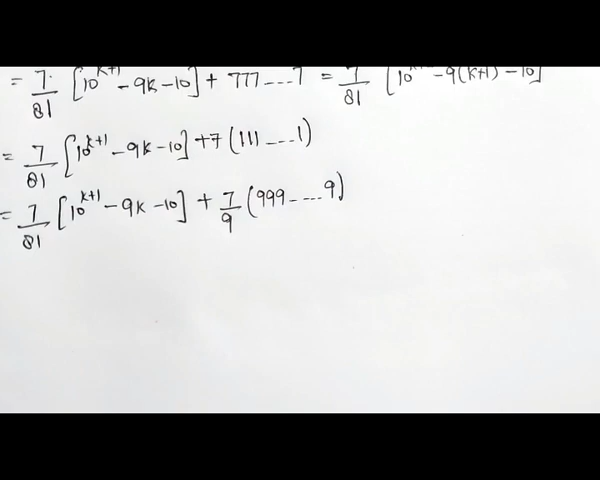 = 7/81 [10^{k+1} - 9k - 10] + 777 ---- 7 = 7/81 [10^{k+2} - 9(k+1) - 10]
= 7/81 [10^{k+1} - 9k - 10] + 7 (111 ---- 1)
= 7/81 [10^{k+1} - 9k - 10] + 7/9 (999 - ---- 9)